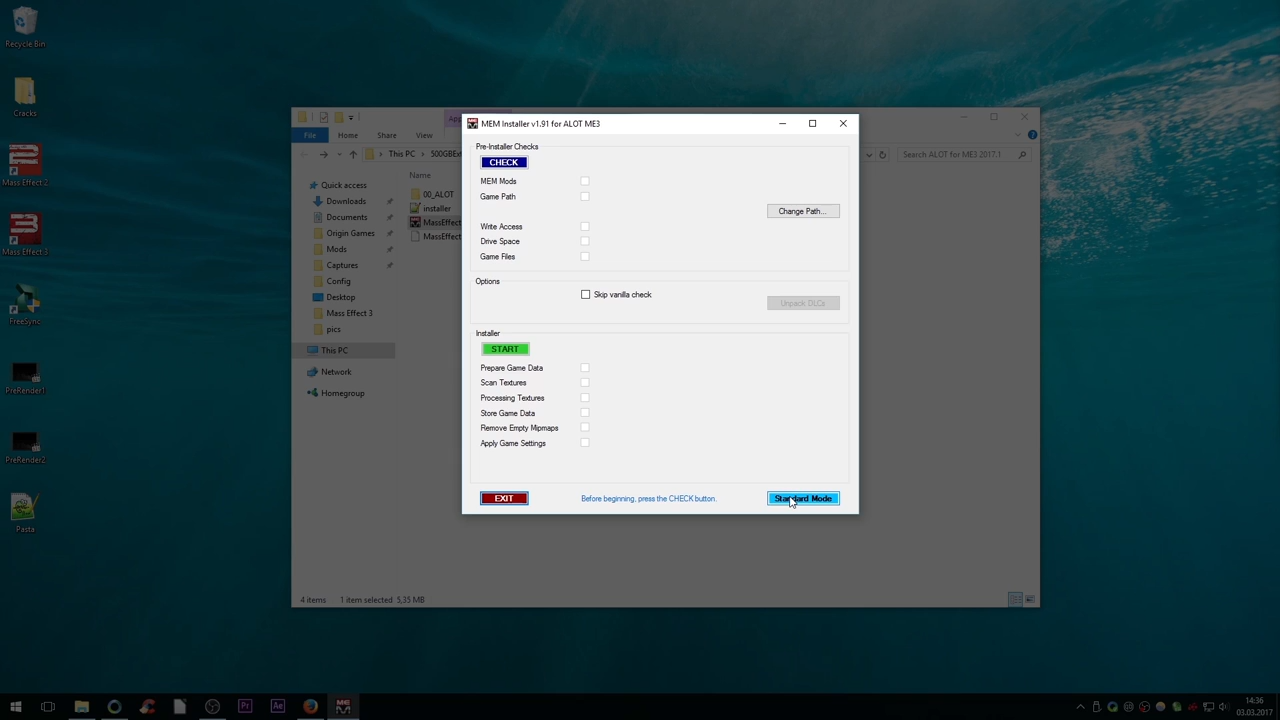 Recycle Bin
Cracks
Mass Effect 2
Mass Effect 3
FreeSync
PreRender1
PreRender2
Pasta
File
Home
Share
View
This PC
Search ALOT for ME3 2017.1
Name
Quick access
Downloads
Documents
Origin Games
Mods
Captures
Config
Desktop
Mass Effect 3
pics
This PC
Network
Homegroup
00_ALOT
installer
MassEffect
MassEffect
4 items
1 item selected 5,35 MB
MEM Installer v1.91 for ALOT ME3
Pre-Installer Checks
CHECK
MEM Mods
Game Path
Change Path...
Write Access
Drive Space
Game Files
Options
Skip vanilla check
Unpack DLCs
Installer
START
Prepare Game Data
Scan Textures
Processing Textures
Store Game Data
Remove Empty Mipmaps
Apply Game Settings
EXIT
Before beginning, press the CHECK button.
Standard Mode
Pr
Ae
14:36
03.03.2017